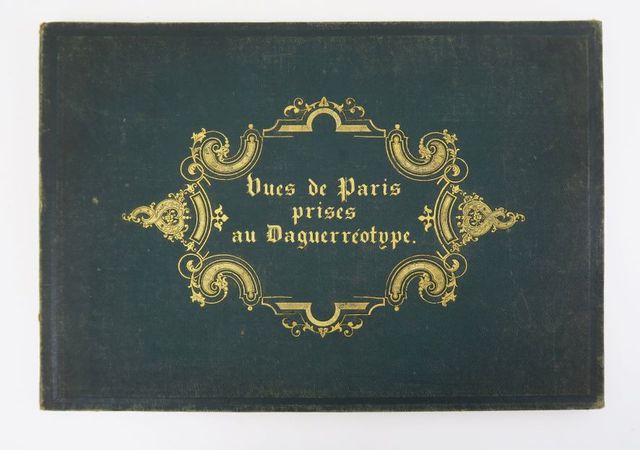 Vues de Paris
prises
au Daguerréotype.